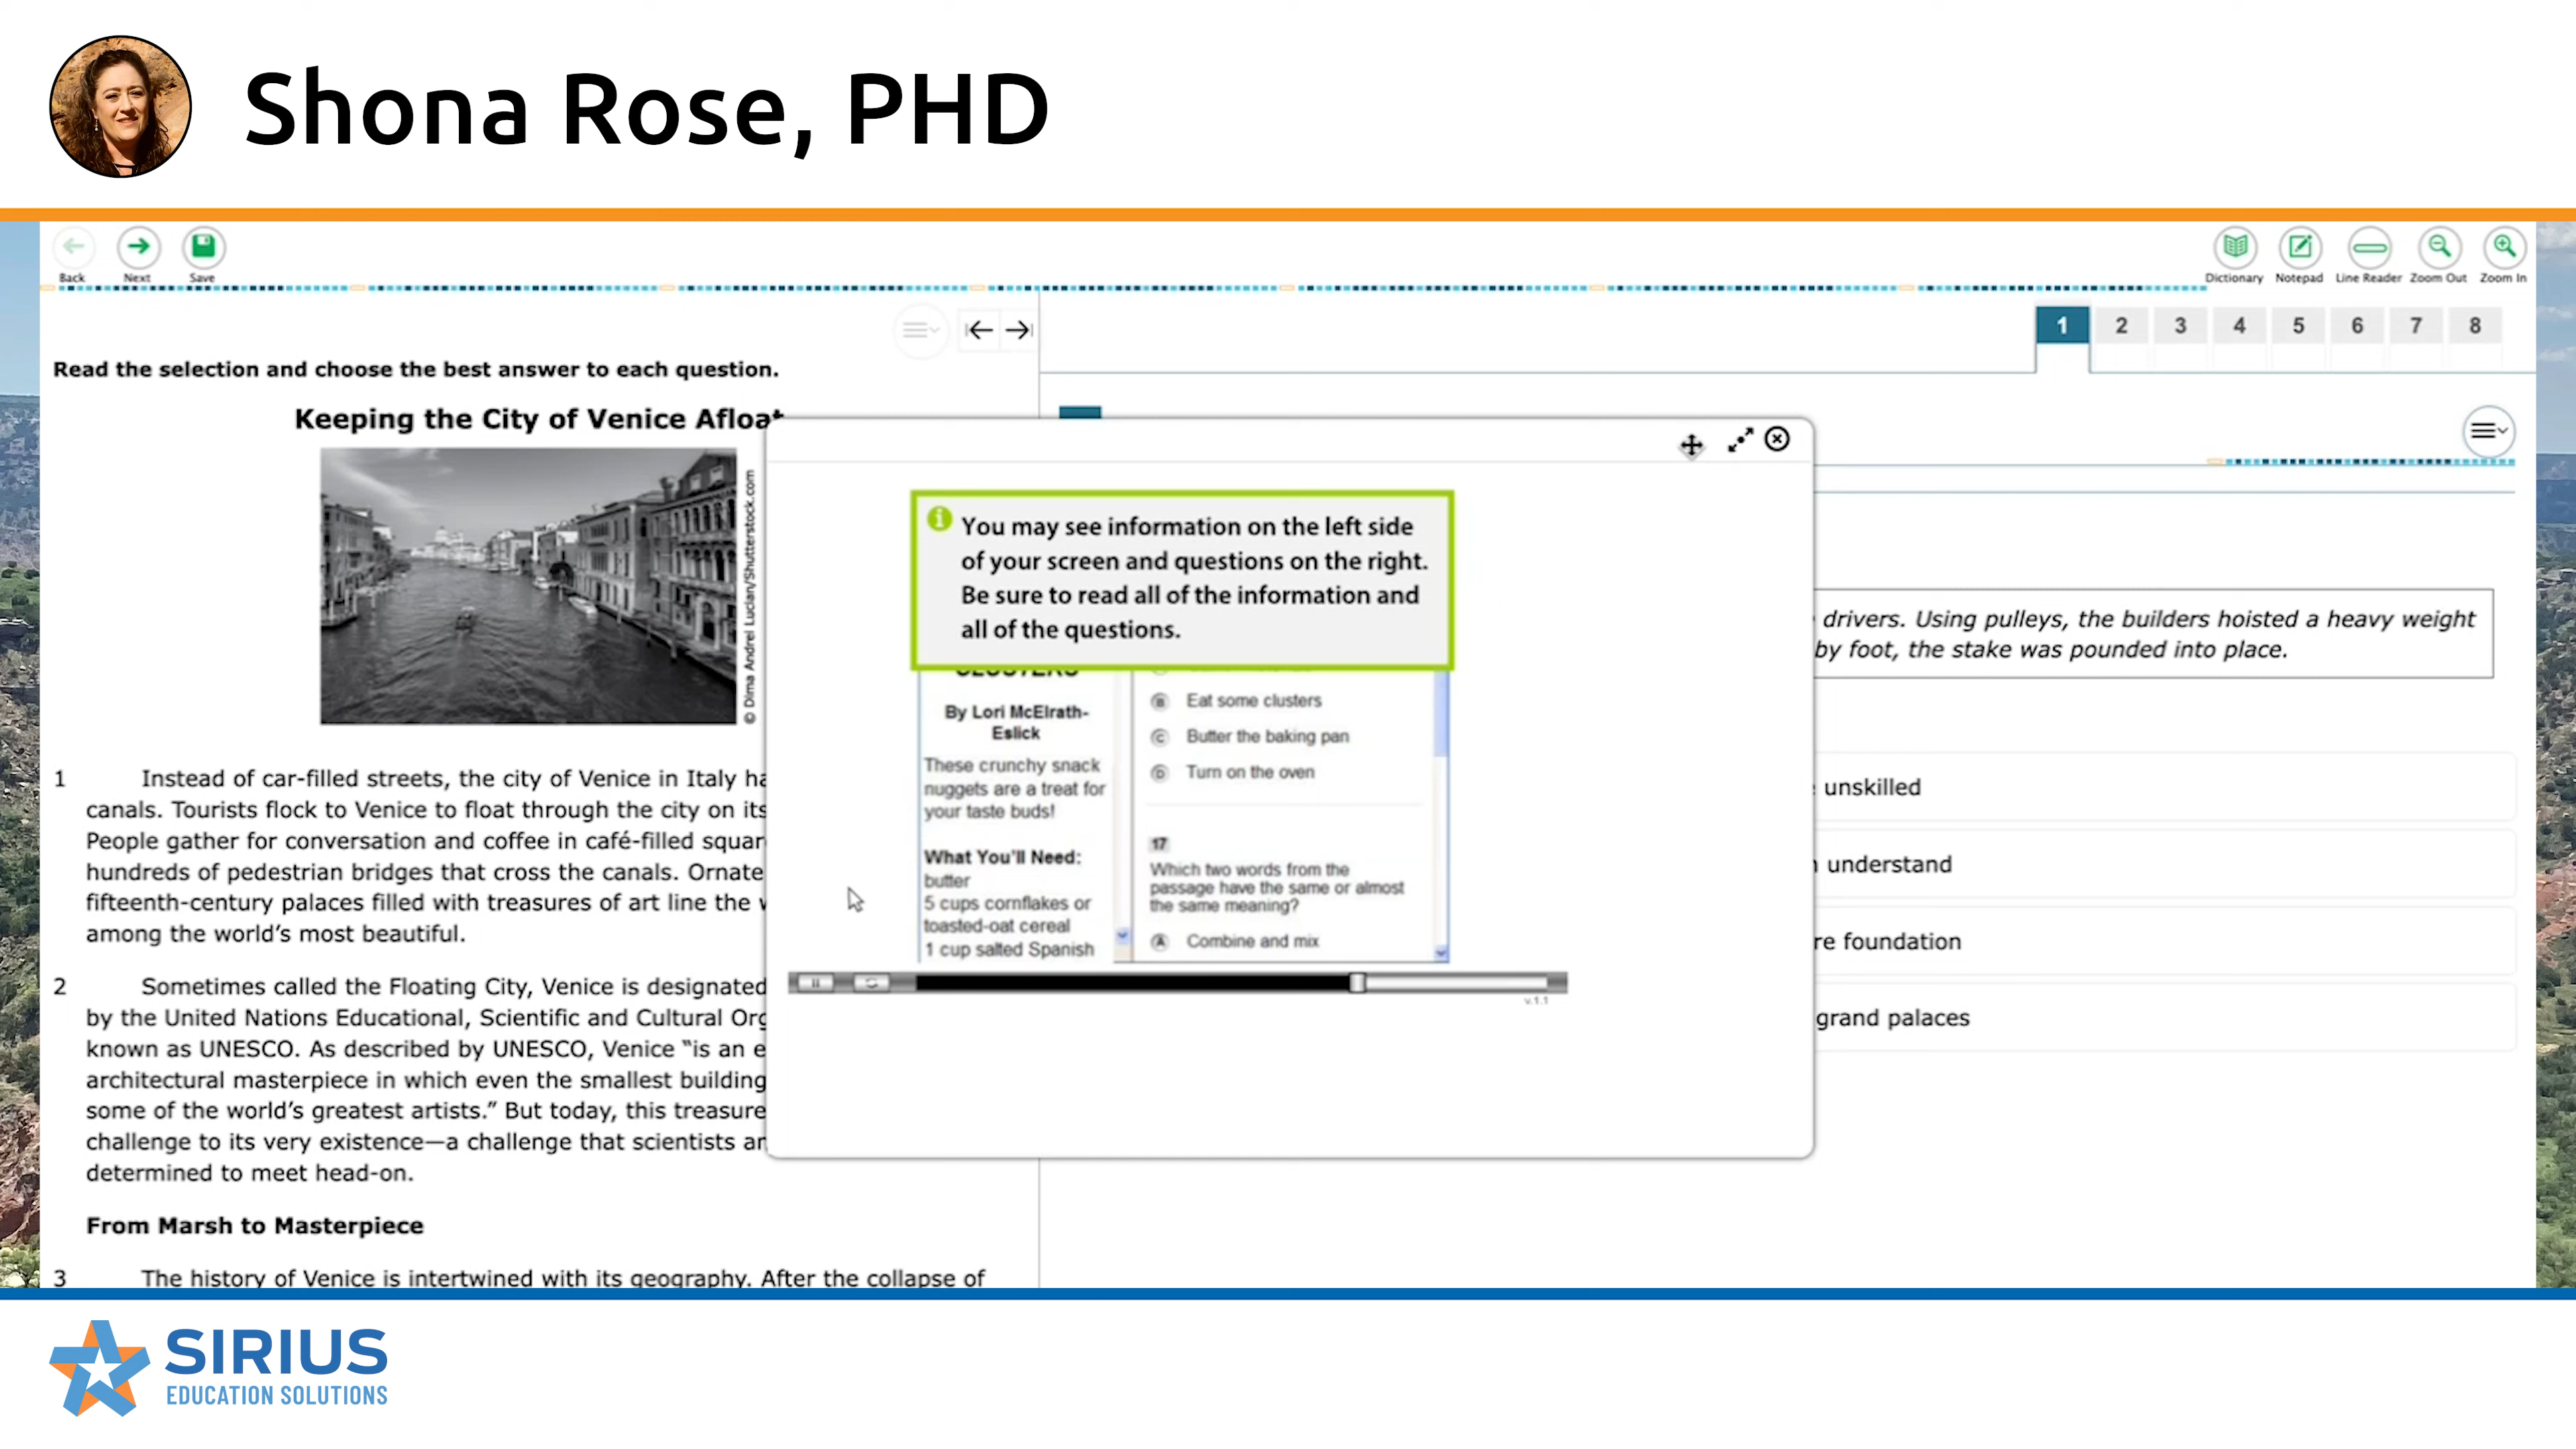 Shona Rose, PHD
Back
Next
Save
Dictionary
Notepad
Line Reader
Zoom Out
Zoom In
1
2
3
4
5
6
7
8
Read the selection and choose the best answer to each question.
Keeping the City of Venice Afloat
© Dima Andrei Lucian/Shutterstock.com
1 Instead of car-filled streets, the city of Venice in Italy ha
canals. Tourists flock to Venice to float through the city on its
People gather for conversation and coffee in café-filled squar
hundreds of pedestrian bridges that cross the canals. Ornate
fifteenth-century palaces filled with treasures of art line the
among the world's most beautiful.
2 Sometimes called the Floating City, Venice is designated
by the United Nations Educational, Scientific and Cultural Org
known as UNESCO. As described by UNESCO, Venice "is an e
architectural masterpiece in which even the smallest building
some of the world's greatest artists." But today, this treasure
challenge to its very existence—a challenge that scientists ar
determined to meet head-on.
From Marsh to Masterpiece
3 The history of Venice is intertwined with its geography. After the collapse of
You may see information on the left side
of your screen and questions on the right.
Be sure to read all of the information and
all of the questions.
CLUSTERS
By Lori McElrath-
Eslick
These crunchy snack
nuggets are a treat for
your taste buds!
What You'll Need:
butter
5 cups cornflakes or
toasted-oat cereal
1 cup salted Spanish
B Eat some clusters
C Butter the baking pan
D Turn on the oven
17
Which two words from the
passage have the same or almost
the same meaning?
A Combine and mix
v.1.1
drivers. Using pulleys, the builders hoisted a heavy weight
by foot, the stake was pounded into place.
unskilled
understand
re foundation
grand palaces
SIRIUS
EDUCATION SOLUTIONS